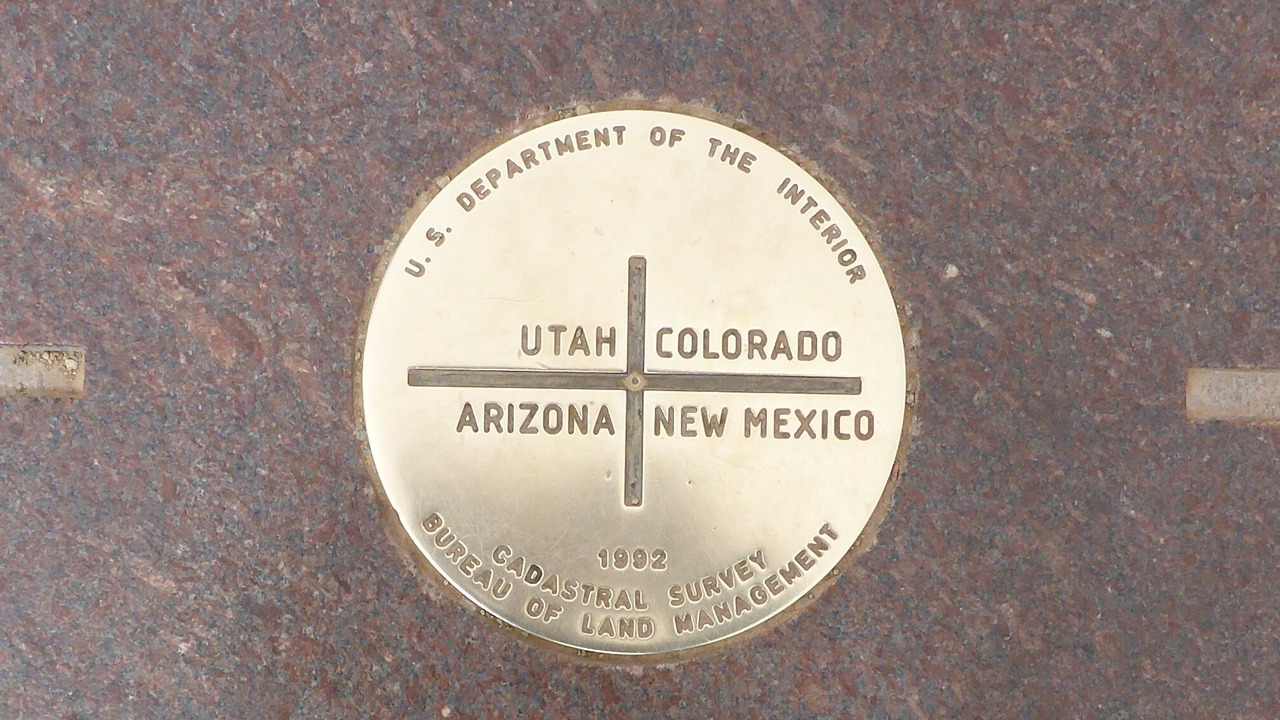 U. S. DEPARTMENT OF THE INTERIOR
UTAH COLORADO
ARIZONA NEW MEXICO
1992
CADASTRAL SURVEY
BUREAU OF LAND MANAGEMENT